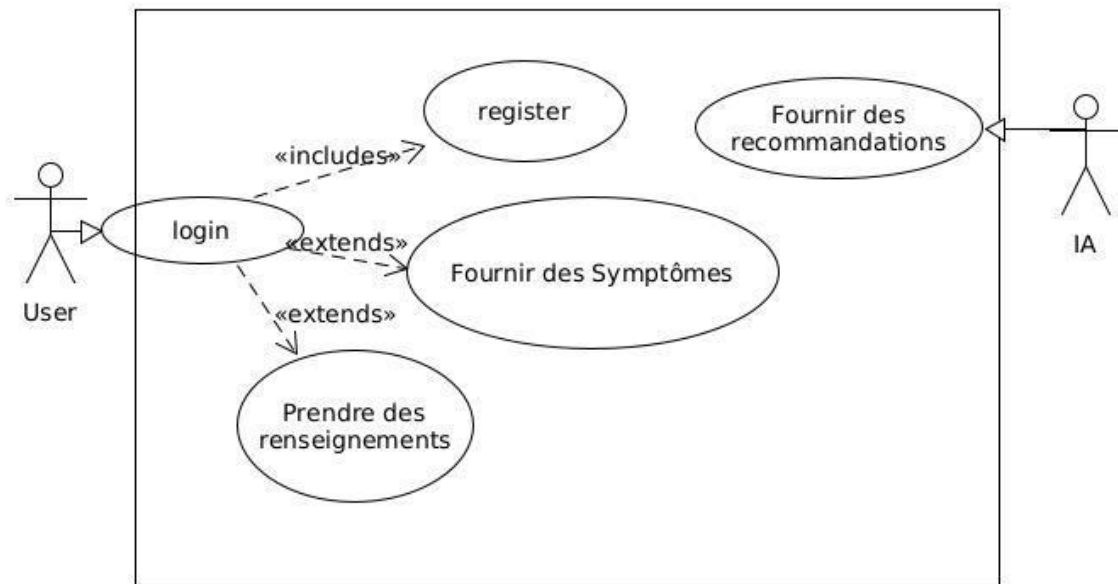 register
Fournir des
recommandations
«includes»
login
«extends»
Fournir des Symptômes
IA
User
«extends»
Prendre des
renseignements